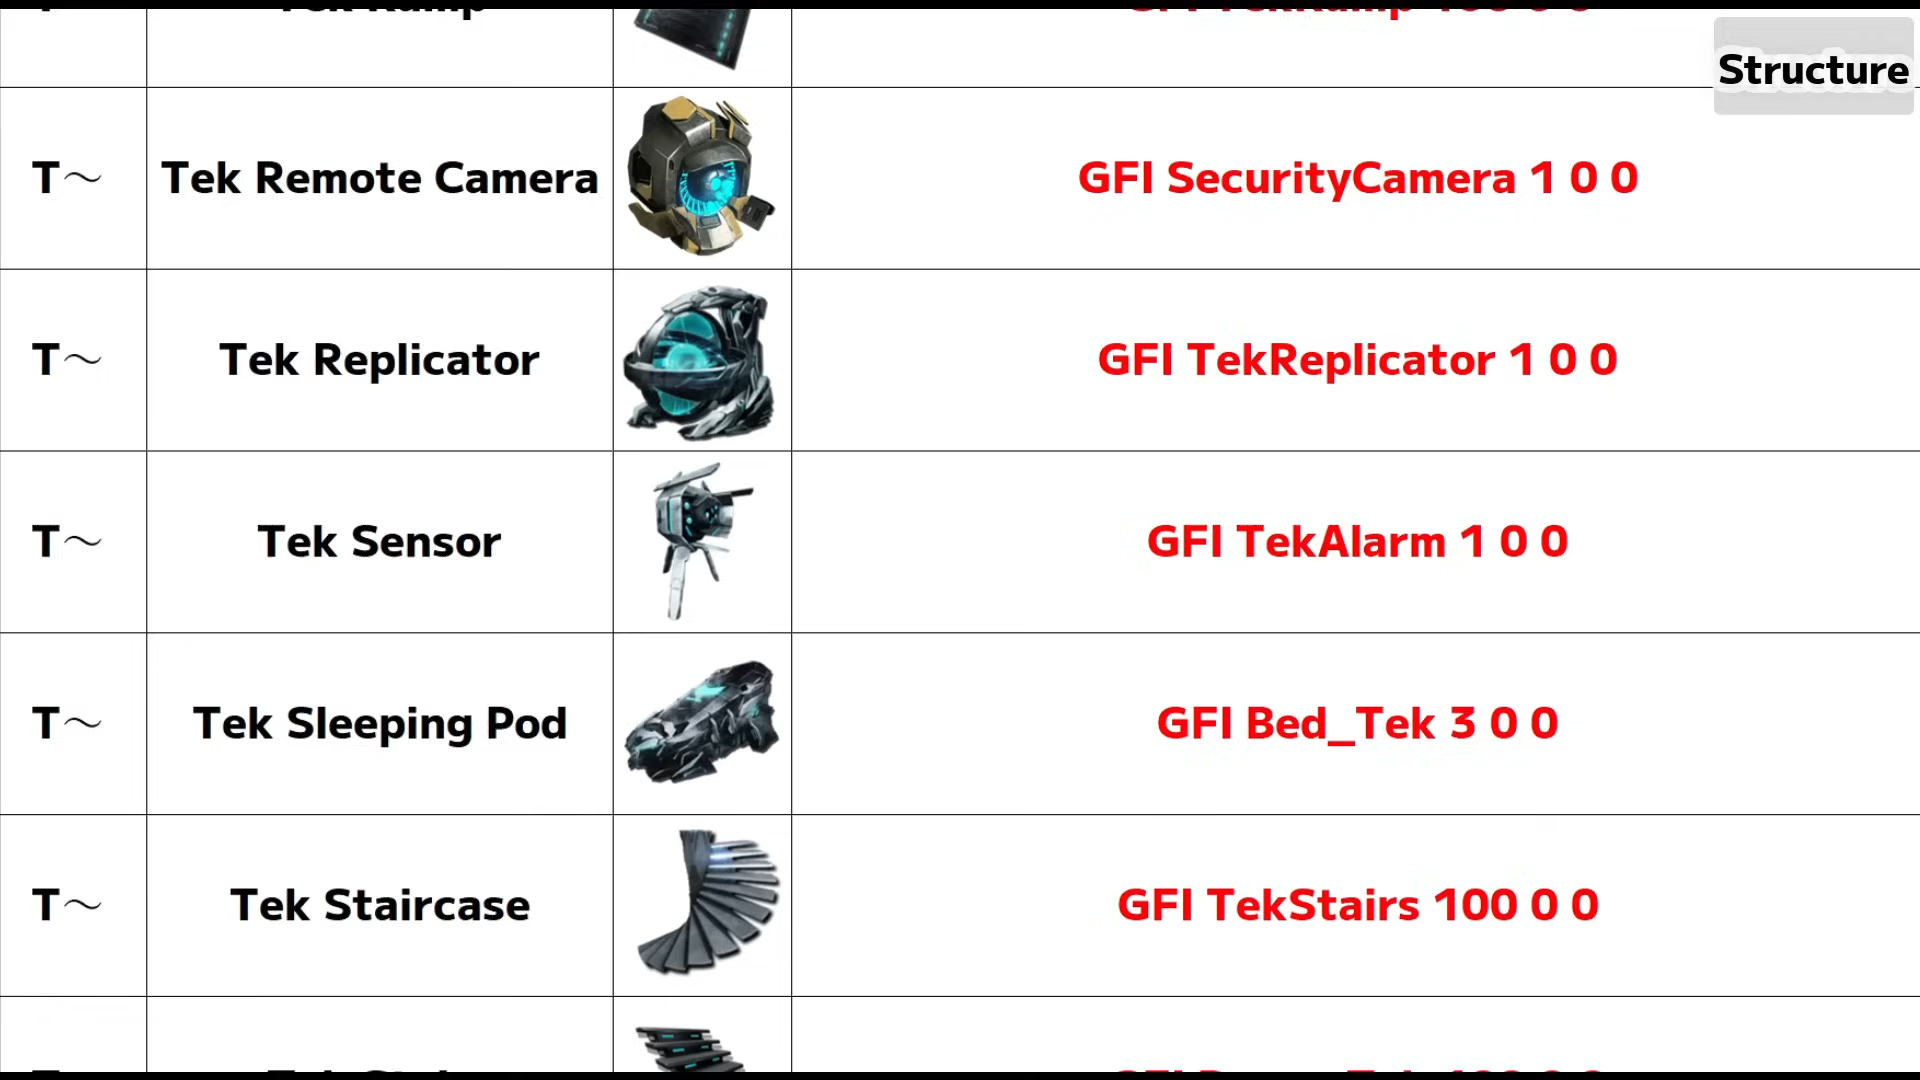 Structure
T～ Tek Remote Camera GFI SecurityCamera 1 0 0
T～ Tek Replicator GFI TekReplicator 1 0 0
T～ Tek Sensor GFI TekAlarm 1 0 0
T～ Tek Sleeping Pod GFI Bed_Tek 3 0 0
T～ Tek Staircase GFI TekStairs 100 0 0